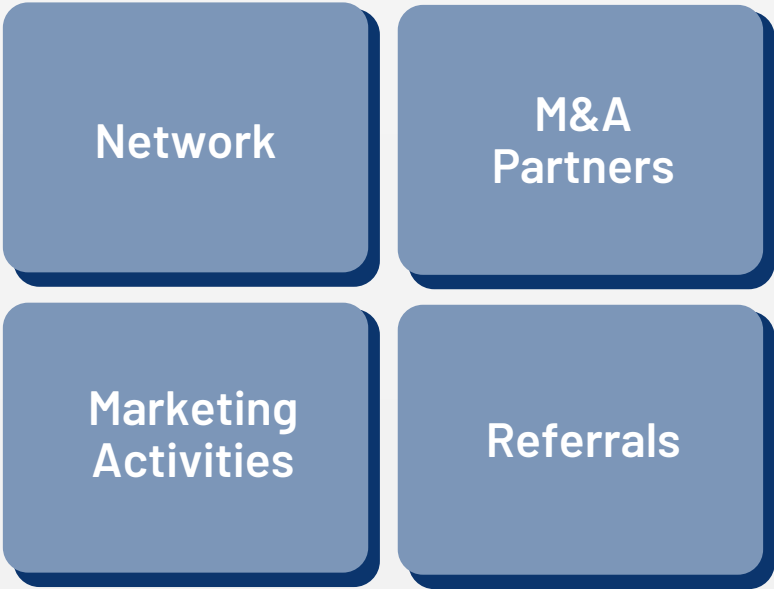 Network
M&A
Partners
Marketing
Activities
Referrals